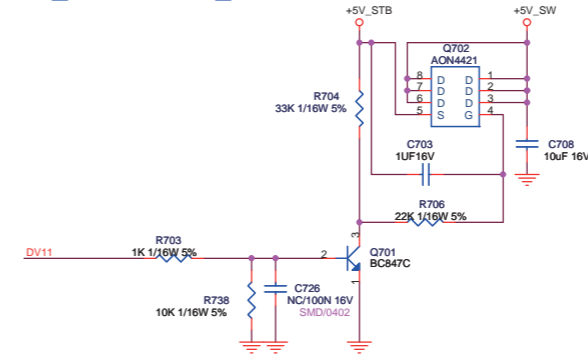 +5V_STB
+5V_SW
Q702
AON4421
8 D D 1
7 D D 2
6 D D 3
5 S G 4
R704
33K 1/16W 5%
C703
1UF16V
C708
10uF 16V
R706
22K 1/16W 5%
3
R703
1K 1/16W 5%
DV11
2
Q701
BC847C
1
C726
NC/100N 16V
SMD/0402
R738
10K 1/16W 5%